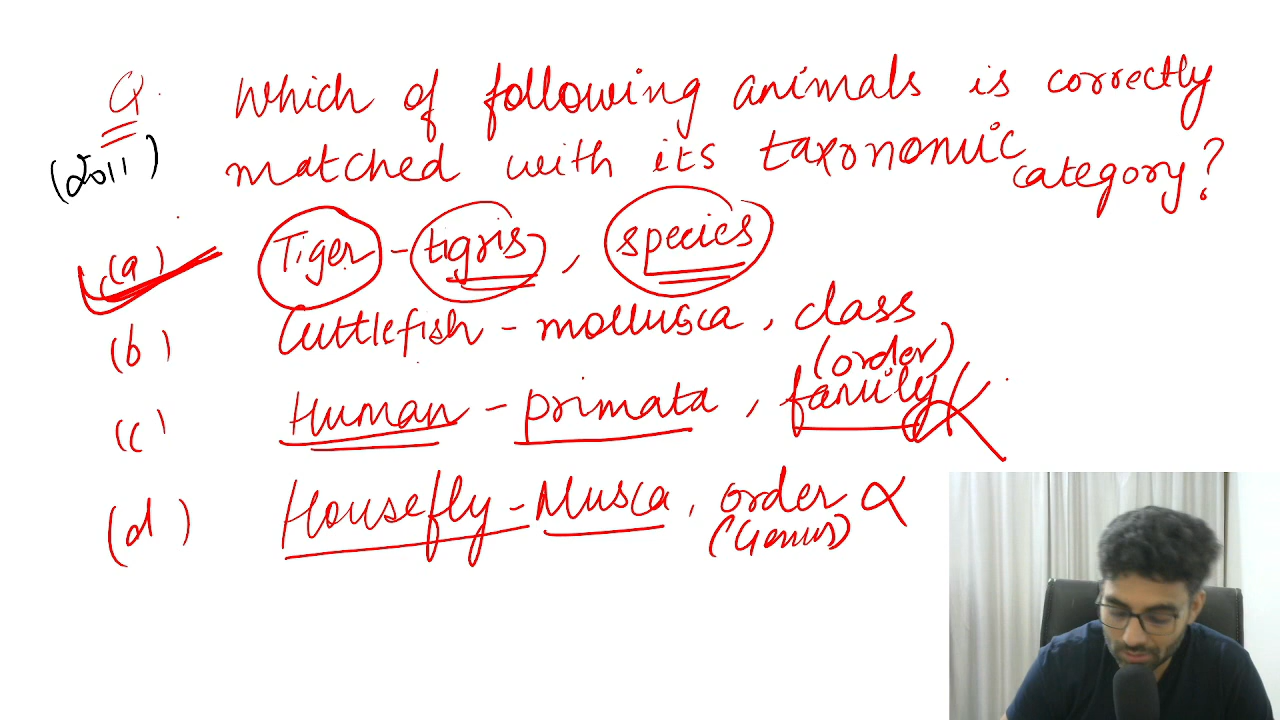 Q. Which of following animals is correctly
(2011) matched with its taxonomic category?
(a) Tiger - tigris, species
(b) Cuttlefish - mollusca, class
(order)
(c) Human - primata, family
(d) Housefly - Musca, order
(Genus)